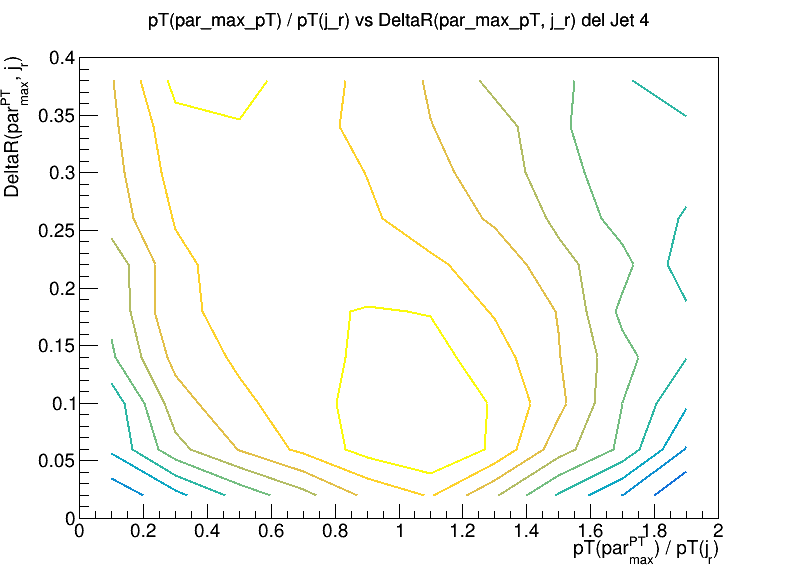 pT(par_max_pT) / pT(j_r) vs DeltaR(par_max_pT, j_r) del Jet 4
DeltaR(par^PT_max, j_r)
0.4
0.35
0.3
0.25
0.2
0.15
0.1
0.05
0
0 0.2 0.4 0.6 0.8 1 1.2 1.4 1.6 1.8 2
pT(par^PT_max) / pT(j_r)